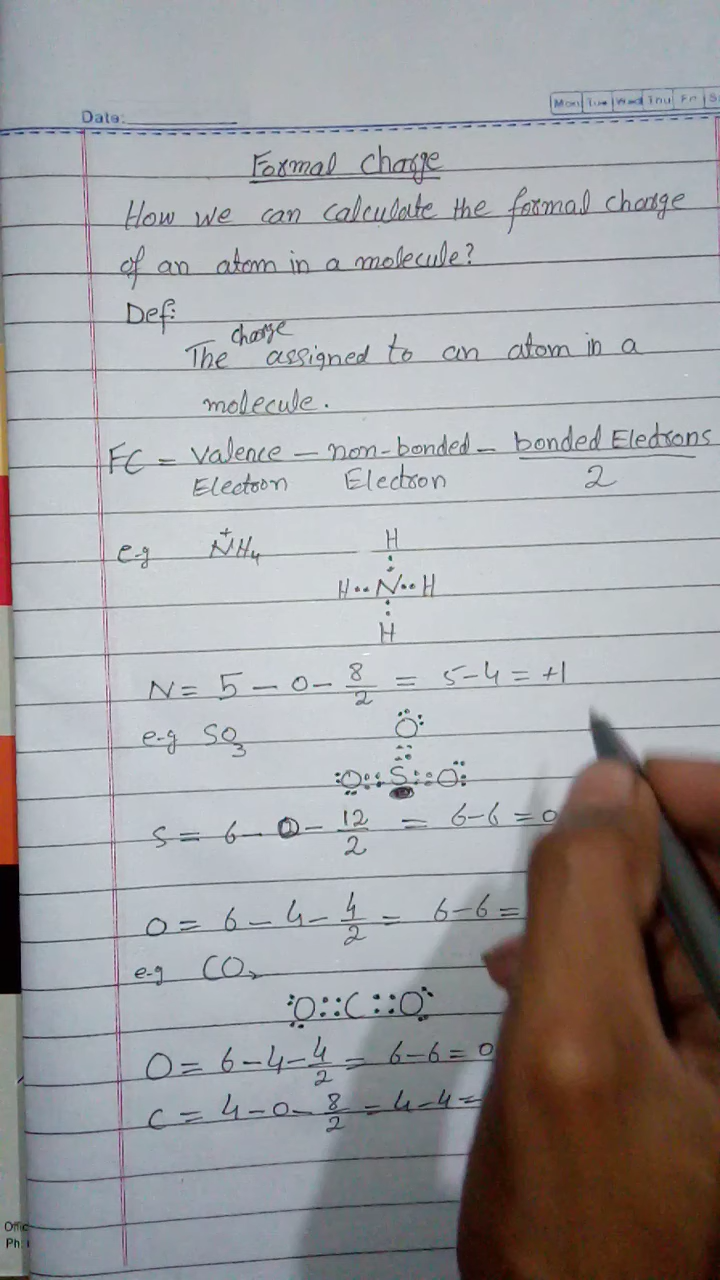 Mon Tue Wed Thu Fri S
Date:
Formal Charge
How we can calculate the formal charge
of an atom in a molecule?
Def:
charge
The assigned to an atom in a
molecule.
FC = Valence - non-bonded - bonded Electrons
Electron Electron 2
e.g N+H4 H
H··N··H
H
N = 5 - 0 - 8/2 = 5-4 = +1
e.g SO3 O
O::S::O
S = 6 - 0 - 12/2 = 6-6 = 0
O = 6 - 4 - 4/2 = 6-6 =
e.g CO2
O::C::O
O = 6-4-4/2 = 6-6 = 0
C = 4-0-8/2 = 4-4 =
Ph: